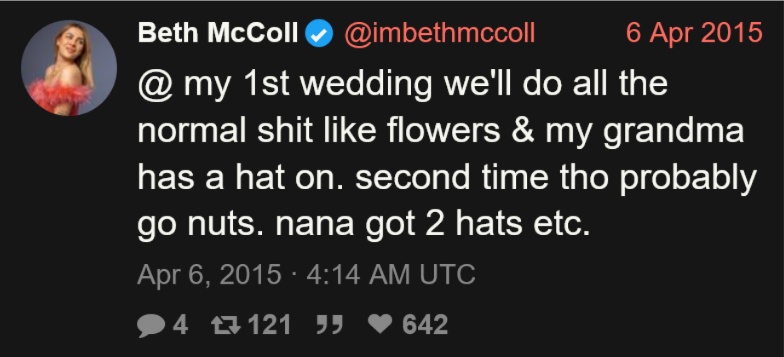 Beth McColl @imbethmccoll 6 Apr 2015
@ my 1st wedding we'll do all the
normal shit like flowers & my grandma
has a hat on. second time tho probably
go nuts. nana got 2 hats etc.
Apr 6, 2015 · 4:14 AM UTC
4 121 642